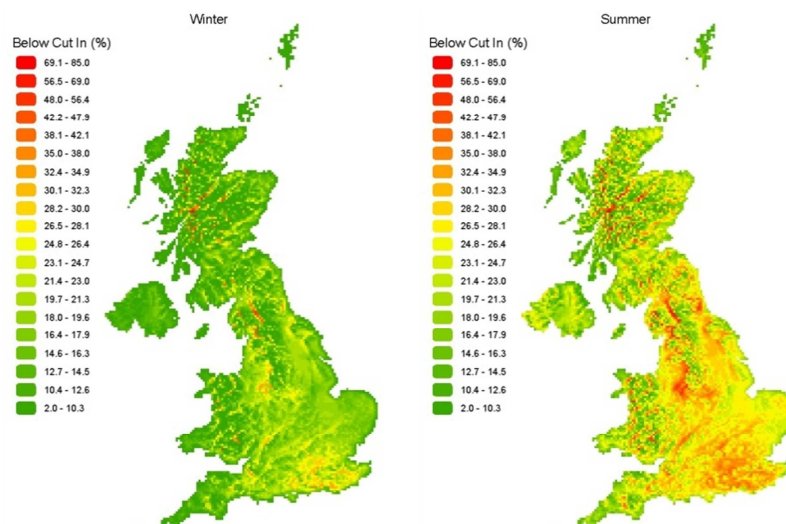 Winter
Below Cut In (%)
69.1 - 85.0
56.5 - 69.0
48.0 - 56.4
42.2 - 47.9
38.1 - 42.1
35.0 - 38.0
32.4 - 34.9
30.1 - 32.3
28.2 - 30.0
26.5 - 28.1
24.8 - 26.4
23.1 - 24.7
21.4 - 23.0
19.7 - 21.3
18.0 - 19.6
16.4 - 17.9
14.6 - 16.3
12.7 - 14.5
10.4 - 12.6
2.0 - 10.3
Summer
Below Cut In (%)
69.1 - 85.0
56.5 - 69.0
48.0 - 56.4
42.2 - 47.9
38.1 - 42.1
35.0 - 38.0
32.4 - 34.9
30.1 - 32.3
28.2 - 30.0
26.5 - 28.1
24.8 - 26.4
23.1 - 24.7
21.4 - 23.0
19.7 - 21.3
18.0 - 19.6
16.4 - 17.9
14.6 - 16.3
12.7 - 14.5
10.4 - 12.6
2.0 - 10.3